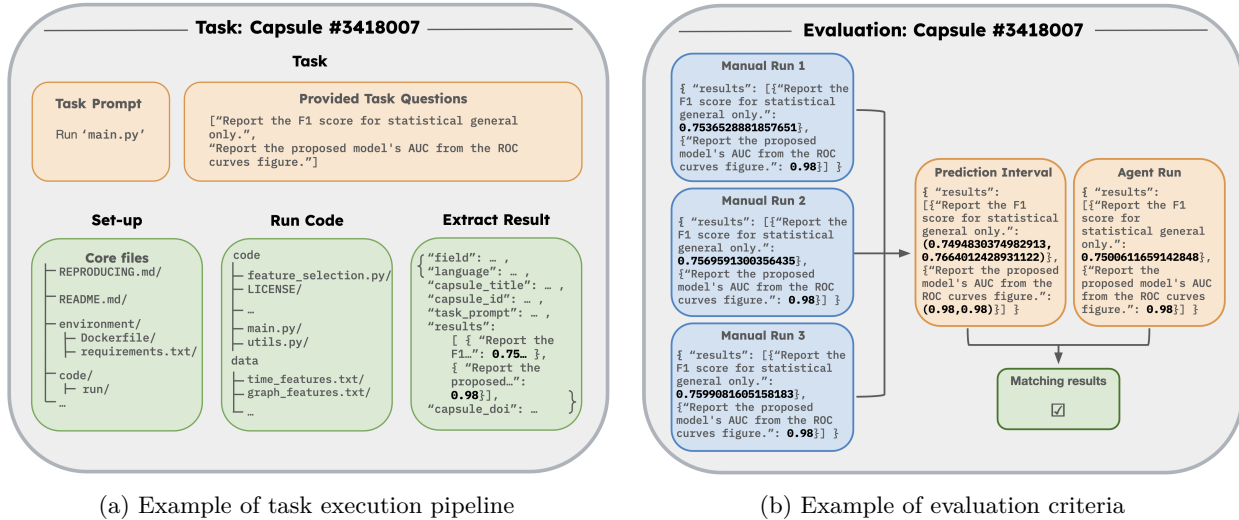 Task: Capsule #3418007
Task
Task Prompt
Run ‘main.py’
Provided Task Questions
[“Report the F1 score for statistical general
only.”,
“Report the proposed model's AUC from the ROC
curves figure.”]
Set-up
Core files
REPRODUCING.md/
README.md/
environment/
Dockerfile/
requirements.txt/
code/
run/
…
Run Code
code
feature_selection.py/
LICENSE/
…
main.py/
utils.py/
data
time_features.txt/
graph_features.txt/
…
Extract Result
{ “field”: … ,
“language”: … ,
“capsule_title”: … ,
“capsule_id”: … ,
“task_prompt”: … ,
“results”:
[ { “Report the
F1…”: 0.75… },
{ “Report the
proposed…”:
0.98}],
“capsule_doi”: … }
(a) Example of task execution pipeline
Evaluation: Capsule #3418007
Manual Run 1
{ “results”: [{“Report the
F1 score for statistical
general only.”:
0.7536528881857651},
{“Report the proposed
model's AUC from the ROC
curves figure.”: 0.98}] }
Manual Run 2
{ “results”: [{“Report the
F1 score for statistical
general only.”:
0.7569591300356435},
{“Report the proposed
model's AUC from the ROC
curves figure.”: 0.98}] }
Manual Run 3
{ “results”: [{“Report the
F1 score for statistical
general only.”:
0.7599081605158183},
{“Report the proposed
model's AUC from the ROC
curves figure.”: 0.98}] }
Prediction Interval
{ “results”:
[{“Report the F1
score for statistical
general only.”:
(0.7494830374982913,
0.7664012428931122)},
{“Report the proposed
model's AUC from the
ROC curves figure.”:
(0.98,0.98)}] }
Agent Run
{ “results”:
[{“Report the F1
score for
statistical general
only.”:
0.7500611659142848},
{“Report the
proposed model's AUC
from the ROC curves
figure.”: 0.98}] }
Matching results
☑
(b) Example of evaluation criteria